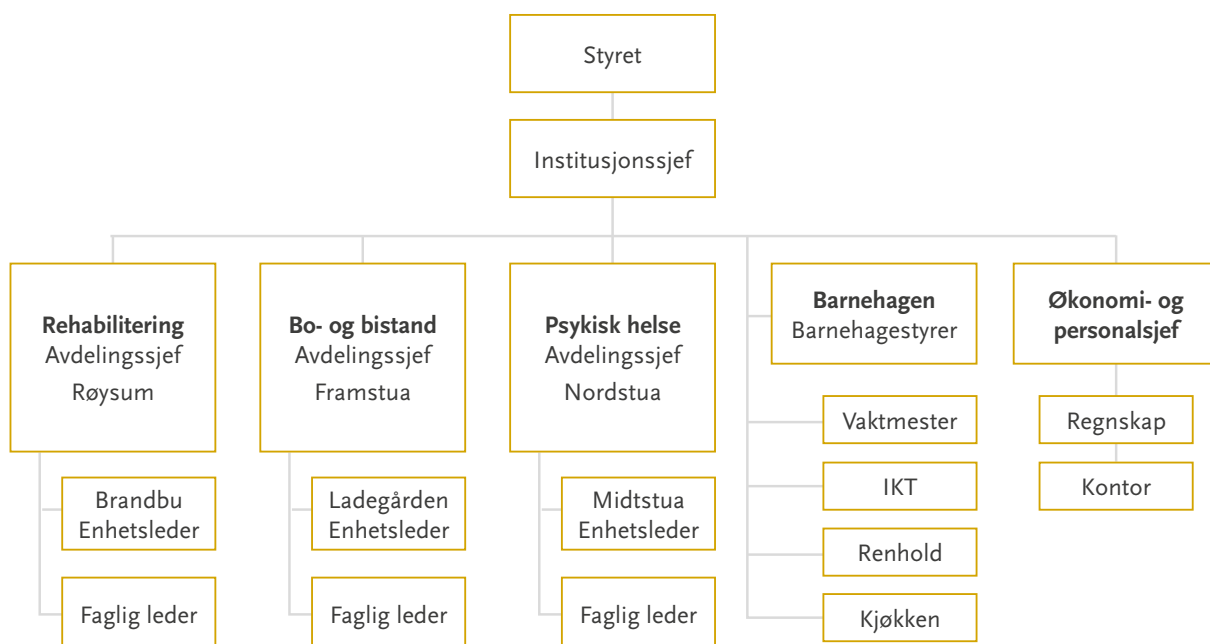 Styret
Institusjonssjef
Rehabilitering
Avdelingssjef
Røysum
Bo- og bistand
Avdelingssjef
Framstua
Psykisk helse
Avdelingssjef
Nordstua
Barnehagen
Barnehagestyrer
Økonomi- og
personalsjef
Brandbu
Enhetsleder
Faglig leder
Ladegården
Enhetsleder
Faglig leder
Midtstua
Enhetsleder
Faglig leder
Vaktmester
IKT
Renhold
Kjøkken
Regnskap
Kontor